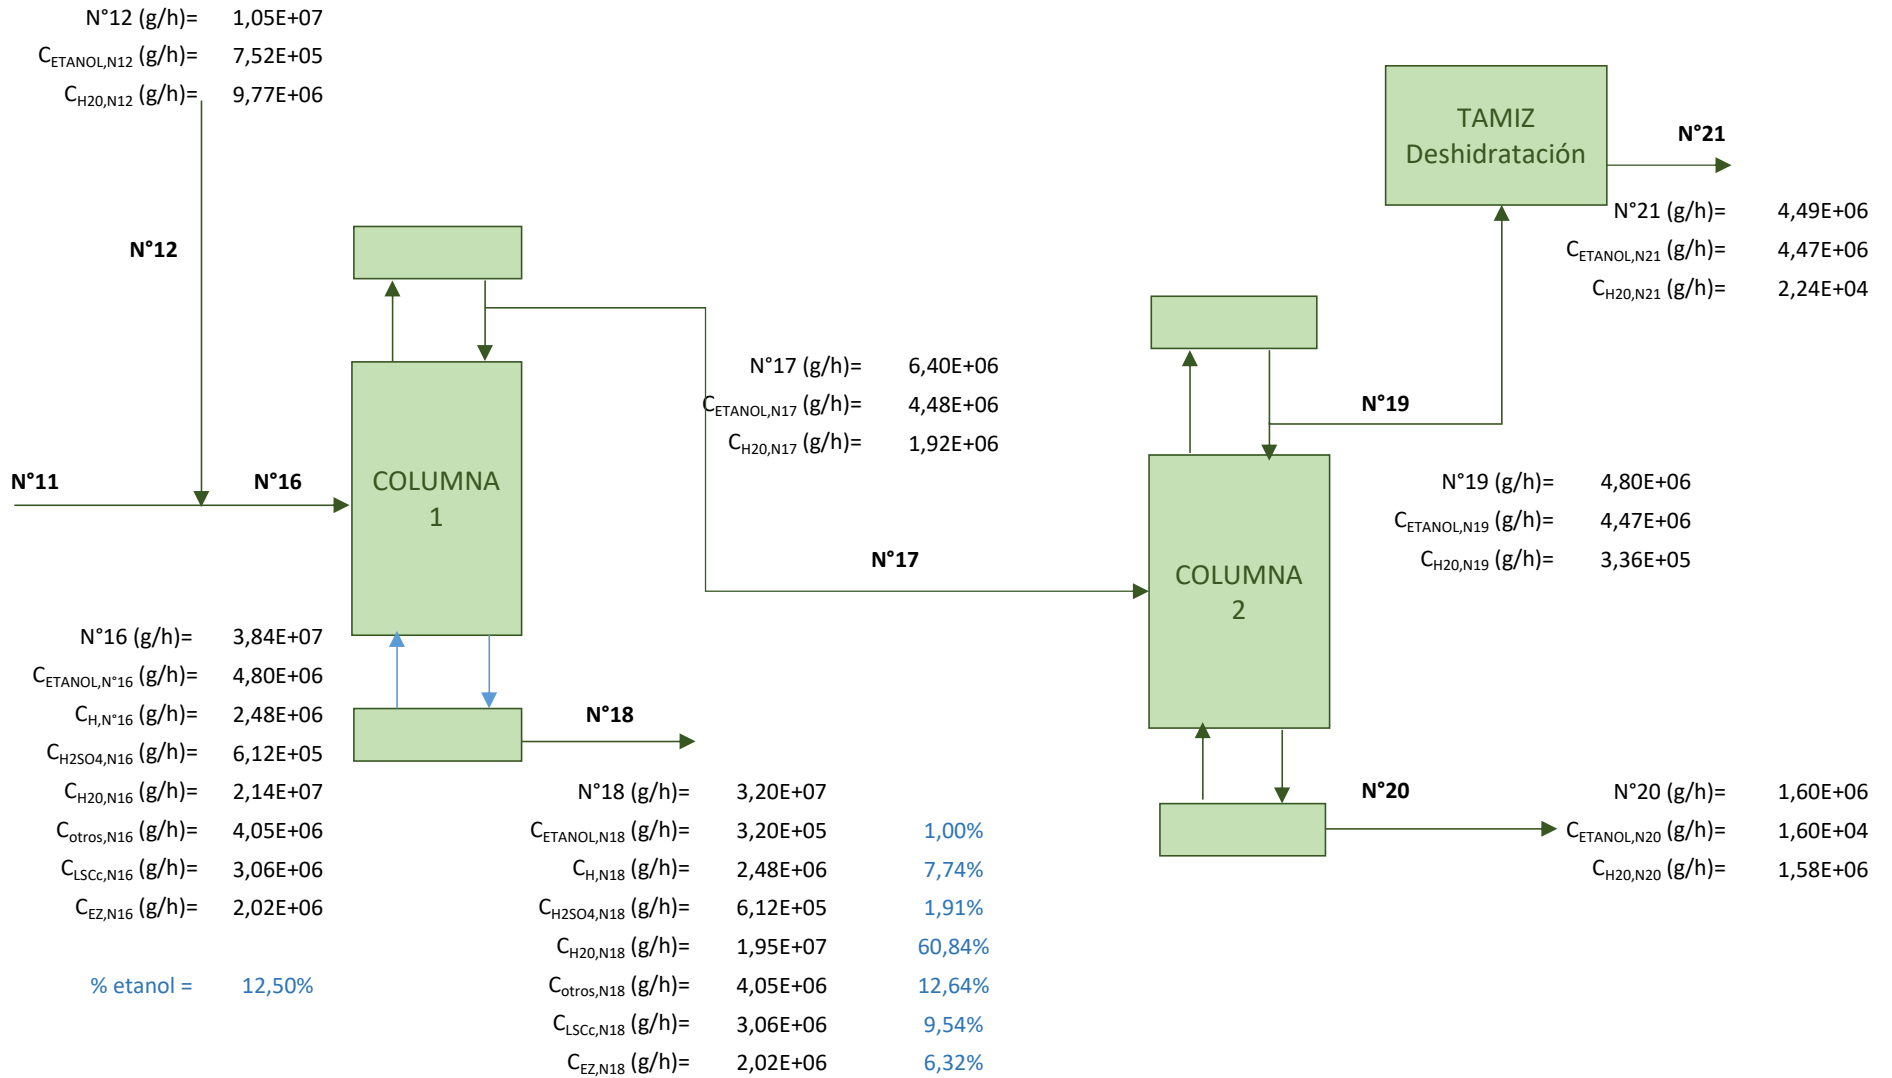 N°12 (g/h)= 1,05E+07
CETANOL,N12 (g/h)= 7,52E+05
CH20,N12 (g/h)= 9,77E+06
TAMIZ
Deshidratación
N°21
N°21 (g/h)= 4,49E+06
CETANOL,N21 (g/h)= 4,47E+06
CH20,N21 (g/h)= 2,24E+04
N°12
N°17 (g/h)= 6,40E+06
CETANOL,N17 (g/h)= 4,48E+06
CH20,N17 (g/h)= 1,92E+06
N°19
N°11
N°16
COLUMNA
1
N°19 (g/h)= 4,80E+06
CETANOL,N19 (g/h)= 4,47E+06
CH20,N19 (g/h)= 3,36E+05
N°17
COLUMNA
2
N°16 (g/h)= 3,84E+07
CETANOL,N°16 (g/h)= 4,80E+06
CH,N°16 (g/h)= 2,48E+06
CH2SO4,N16 (g/h)= 6,12E+05
CH20,N16 (g/h)= 2,14E+07
Cotros,N16 (g/h)= 4,05E+06
CLSCc,N16 (g/h)= 3,06E+06
CEZ,N16 (g/h)= 2,02E+06
% etanol = 12,50%
N°18
N°18 (g/h)= 3,20E+07
CETANOL,N18 (g/h)= 3,20E+05 1,00%
CH,N18 (g/h)= 2,48E+06 7,74%
CH2SO4,N18 (g/h)= 6,12E+05 1,91%
CH20,N18 (g/h)= 1,95E+07 60,84%
Cotros,N18 (g/h)= 4,05E+06 12,64%
CLSCc,N18 (g/h)= 3,06E+06 9,54%
CEZ,N18 (g/h)= 2,02E+06 6,32%
N°20
N°20 (g/h)= 1,60E+06
CETANOL,N20 (g/h)= 1,60E+04
CH20,N20 (g/h)= 1,58E+06